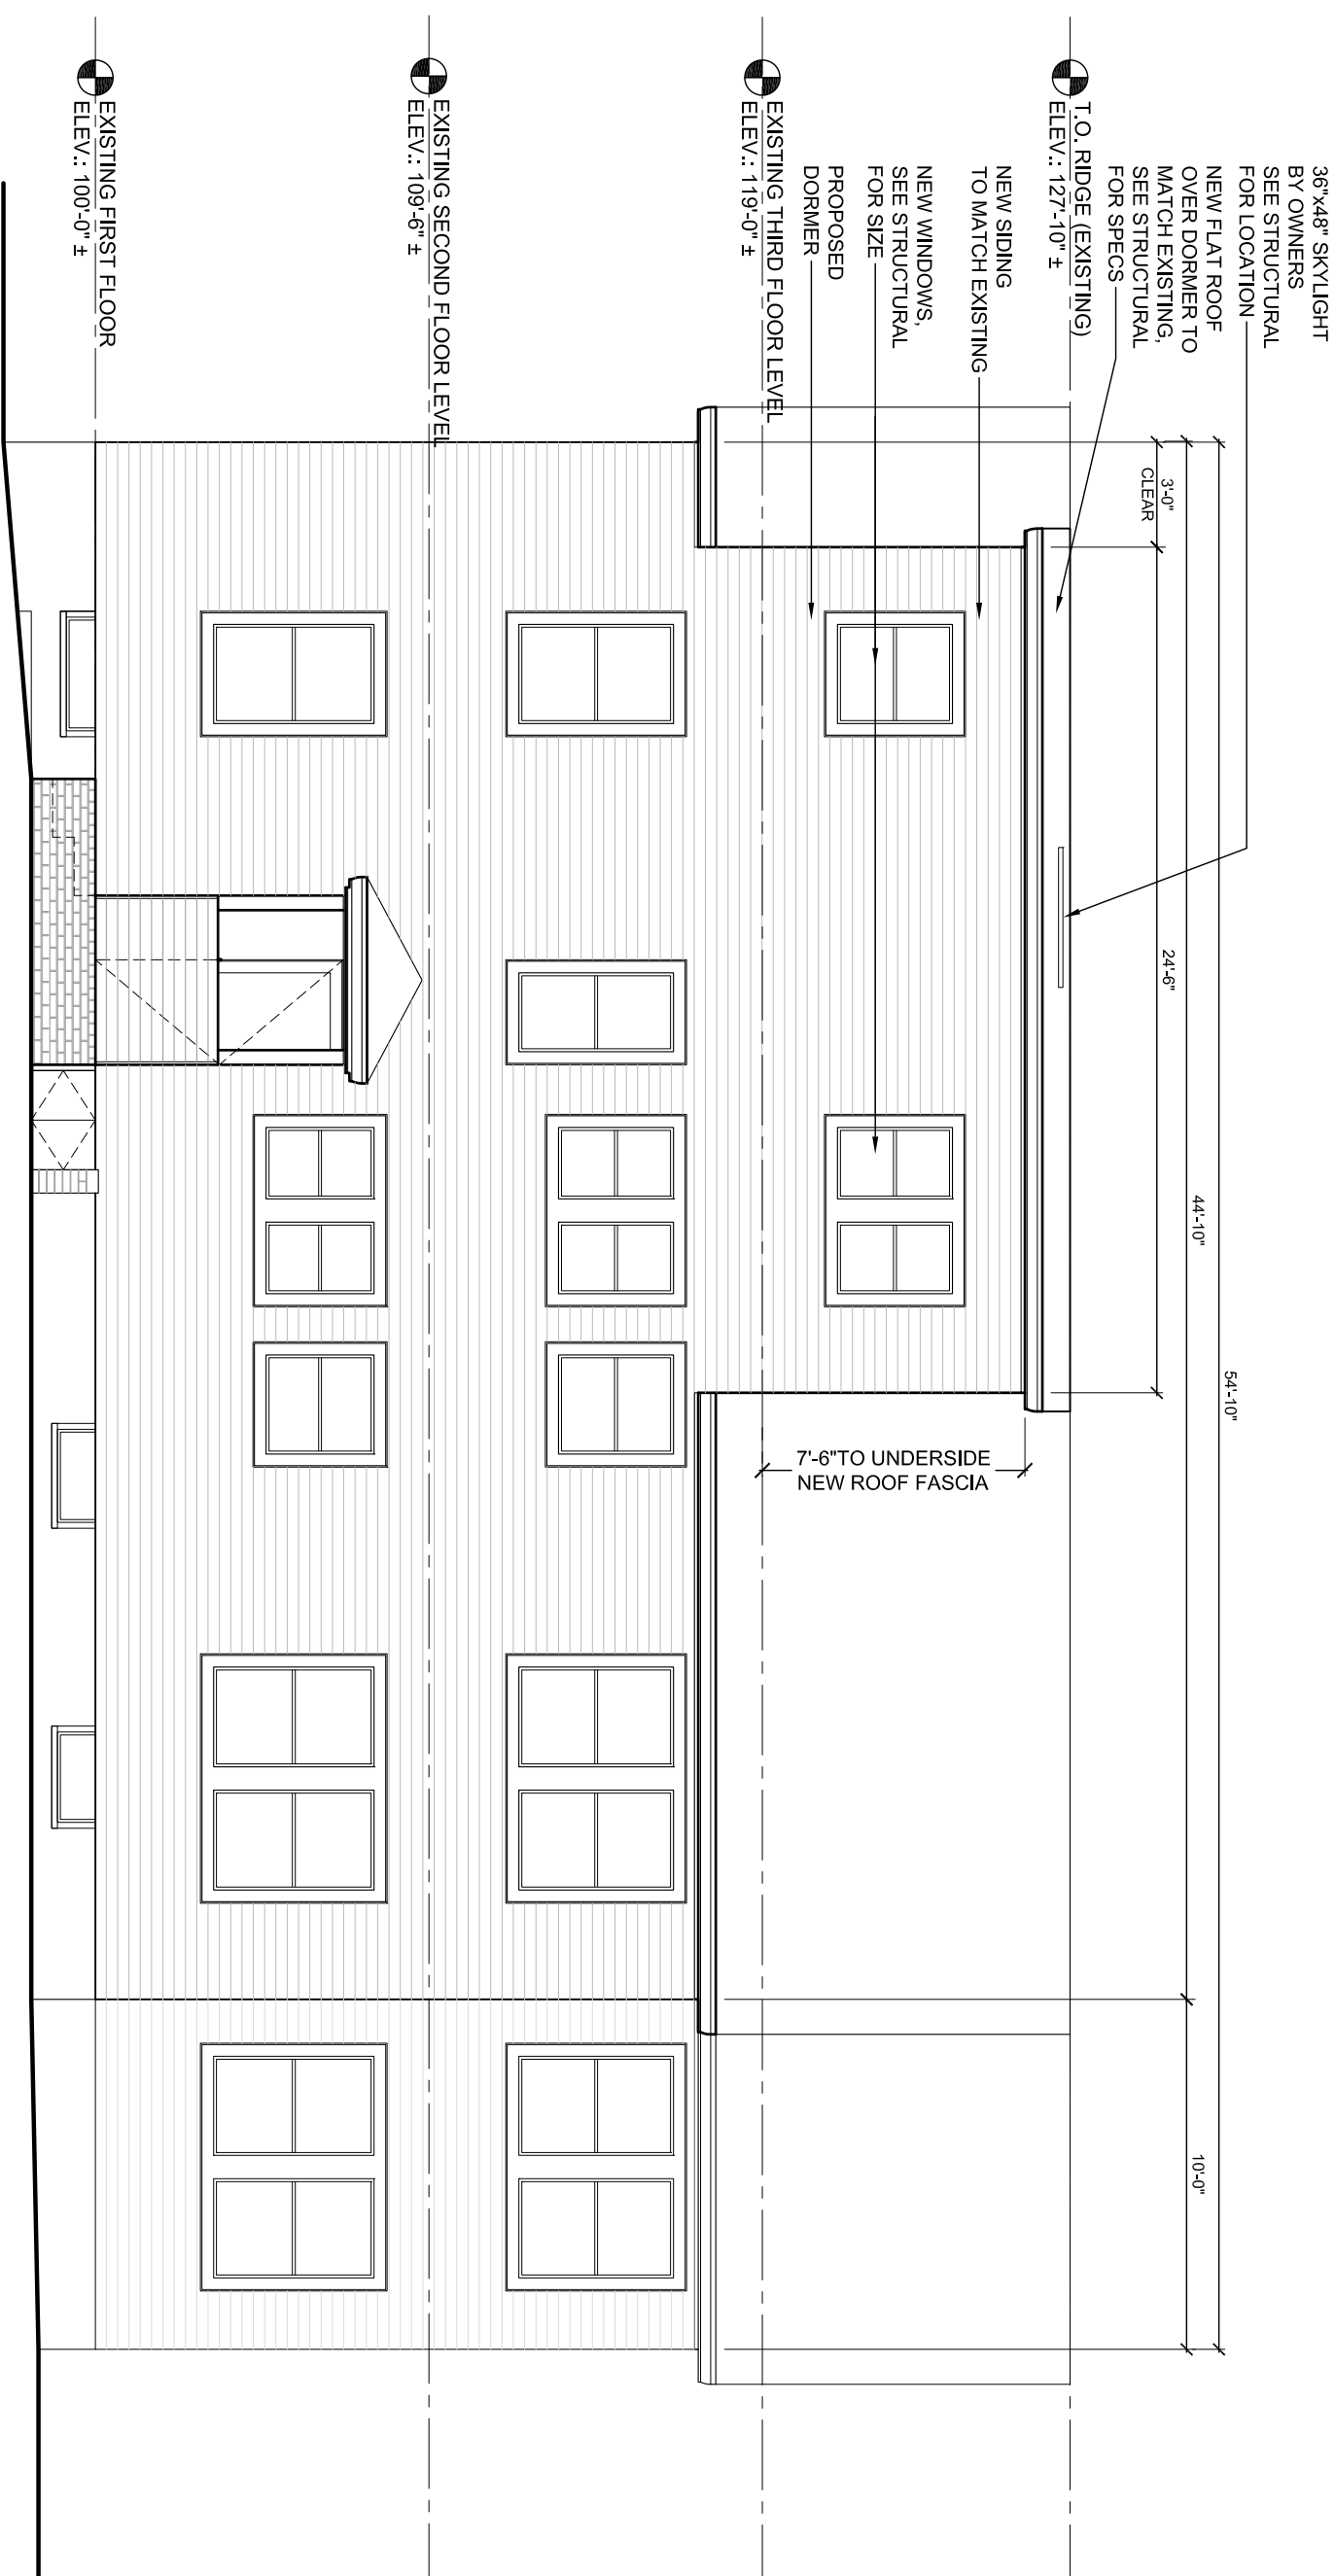 36"x48" SKYLIGHT
BY OWNERS
SEE STRUCTURAL
FOR LOCATION
NEW FLAT ROOF
OVER DORMER TO
MATCH EXISTING,
SEE STRUCTURAL
FOR SPECS
T.O. RIDGE (EXISTING)
ELEV.: 127'-10" ±
NEW SIDING
TO MATCH EXISTING
NEW WINDOWS,
SEE STRUCTURAL
FOR SIZE
PROPOSED
DORMER
EXISTING THIRD FLOOR LEVEL
ELEV.: 119'-0" ±
EXISTING SECOND FLOOR LEVEL
ELEV.: 109'-6" ±
EXISTING FIRST FLOOR
ELEV.: 100'-0" ±
54'-10"
44'-10"
10'-0"
3'-0"
CLEAR
24'-6"
7'-6"TO UNDERSIDE
NEW ROOF FASCIA